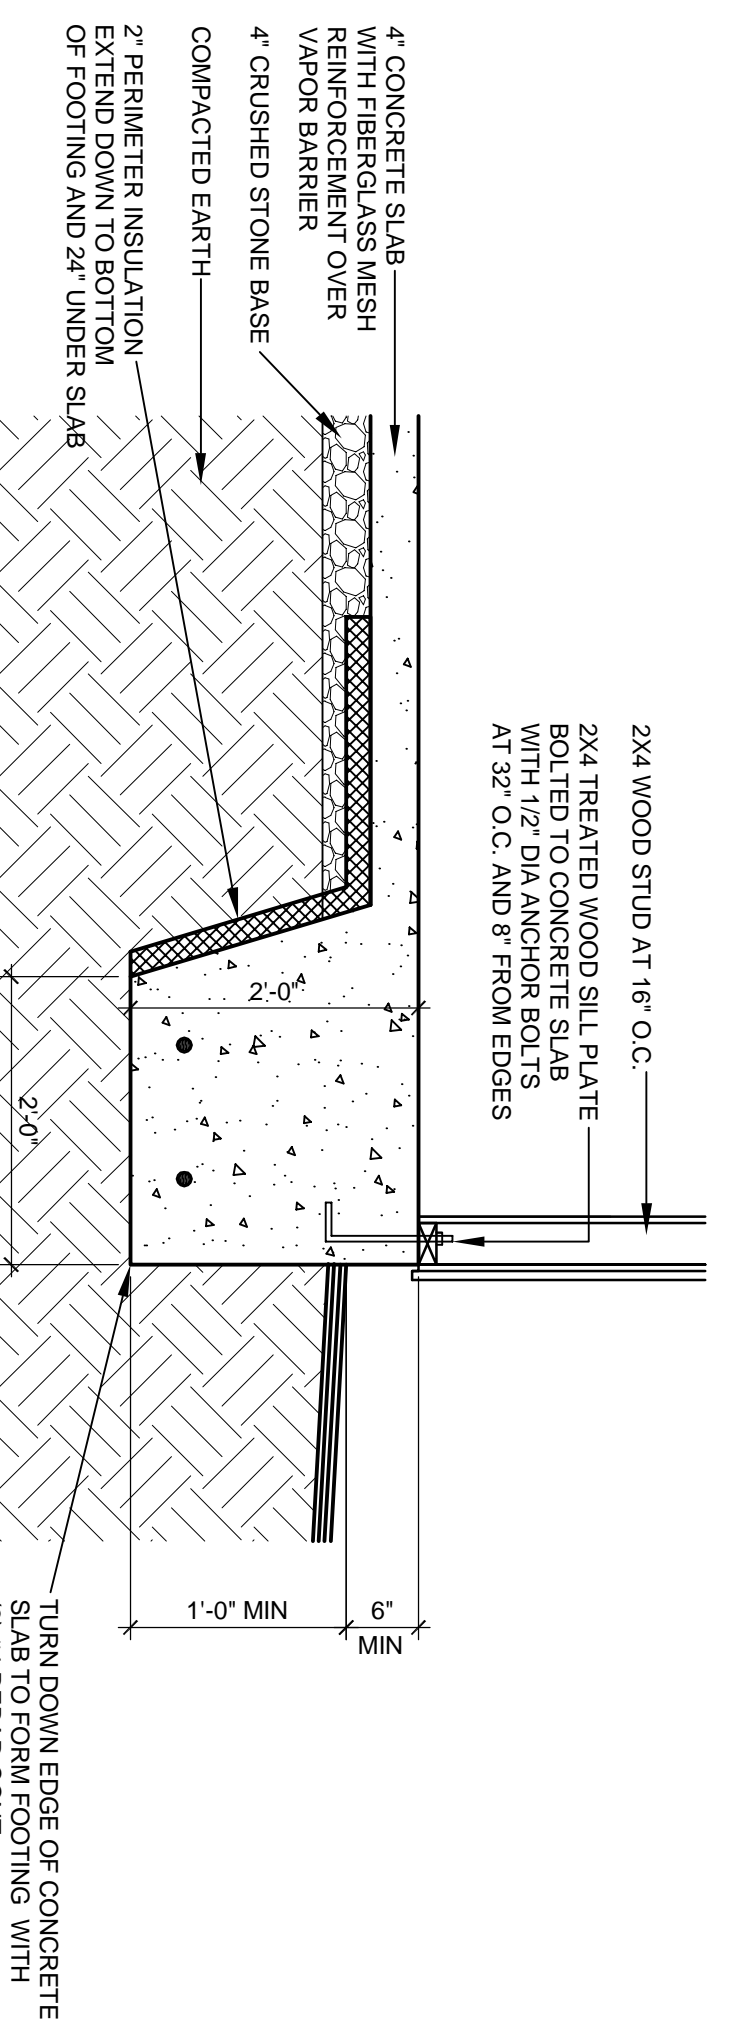 4" CONCRETE SLAB
WITH FIBERGLASS MESH
REINFORCEMENT OVER
VAPOR BARRIER
4" CRUSHED STONE BASE
COMPACTED EARTH
2" PERIMETER INSULATION
EXTEND DOWN TO BOTTOM
OF FOOTING AND 24" UNDER SLAB
2X4 WOOD STUD AT 16" O.C.
2X4 TREATED WOOD SILL PLATE
BOLTED TO CONCRETE SLAB
WITH 1/2" DIA ANCHOR BOLTS
AT 32" O.C. AND 8" FROM EDGES
2'-0"
2'-0"
1'-0" MIN
6"
MIN
TURN DOWN EDGE OF CONCRETE
SLAB TO FORM FOOTING WITH